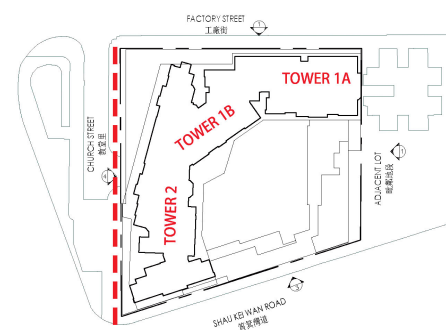 FACTORY STREET
工廠街
TOWER 1A
TOWER 1B
CHURCH STREET
教堂里
ADJACENT LOT
毗鄰地段
TOWER 2
SHAU KEI WAN ROAD
筲箕灣道